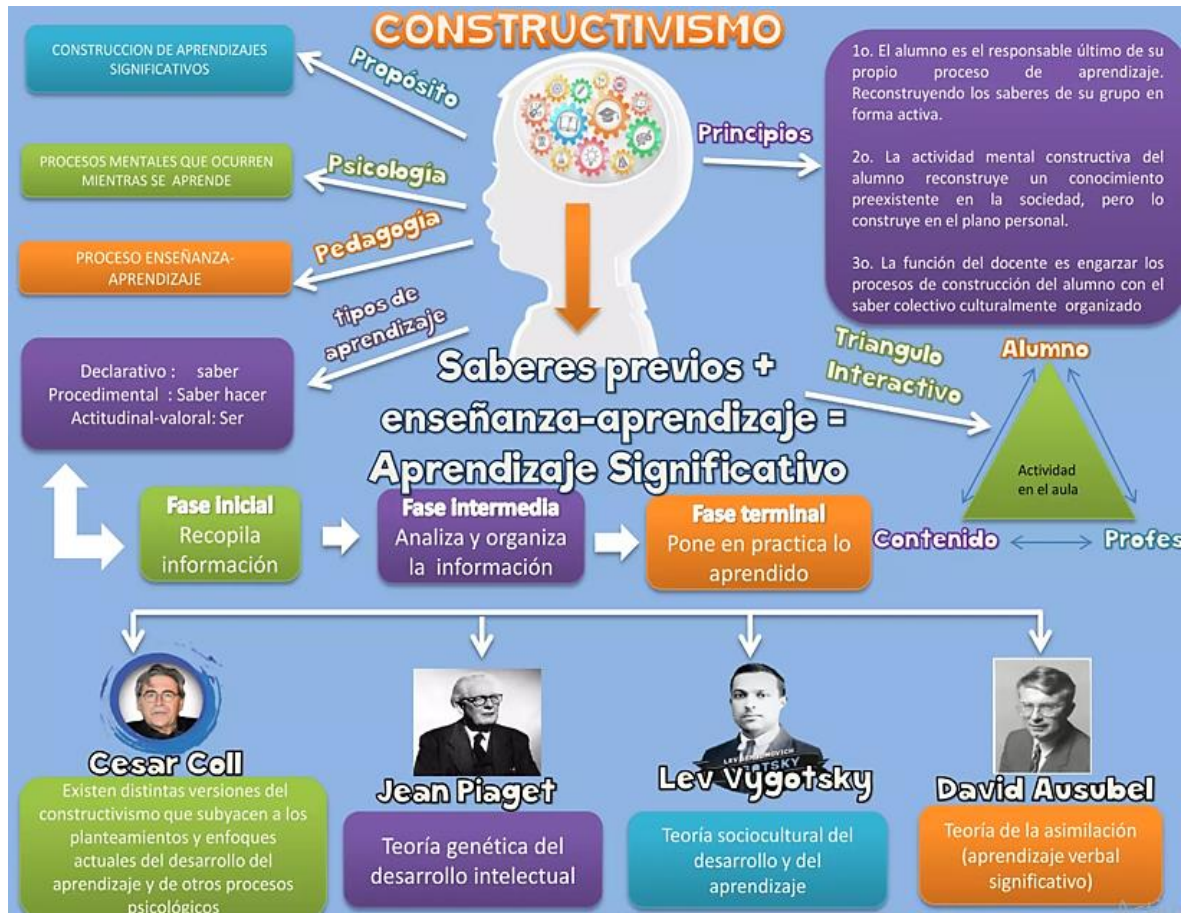 CONSTRUCTIVISMO
CONSTRUCCION DE APRENDIZAJES
SIGNIFICATIVOS
Propósito
PROCESOS MENTALES QUE OCURREN
MIENTRAS SE APRENDE
Psicología
PROCESO ENSEÑANZA-
APRENDIZAJE
Pedagogía
tipos de
aprendizaje
Declarativo : saber
Procedimental : Saber hacer
Actitudinal-valoral: Ser
Principios
1o. El alumno es el responsable último de su
propio proceso de aprendizaje.
Reconstruyendo los saberes de su grupo en
forma activa.
2o. La actividad mental constructiva del
alumno reconstruye un conocimiento
preexistente en la sociedad, pero lo
construye en el plano personal.
3o. La función del docente es engarzar los
procesos de construcción del alumno con el
saber colectivo culturalmente organizado
Saberes previos +
enseñanza-aprendizaje =
Aprendizaje Significativo
Triangulo
Interactivo
Alumno
Actividad
en el aula
Contenido
Profes
Fase inicial
Recopila
información
Fase intermedia
Analiza y organiza
la información
Fase terminal
Pone en practica lo
aprendido
Cesar Coll
Existen distintas versiones del
constructivismo que subyacen a los
planteamientos y enfoques
actuales del desarrollo del
aprendizaje y de otros procesos
psicológicos
Jean Piaget
Teoría genética del
desarrollo intelectual
Lev Vygotsky
Teoría sociocultural del
desarrollo y del
aprendizaje
David Ausubel
Teoría de la asimilación
(aprendizaje verbal
significativo)